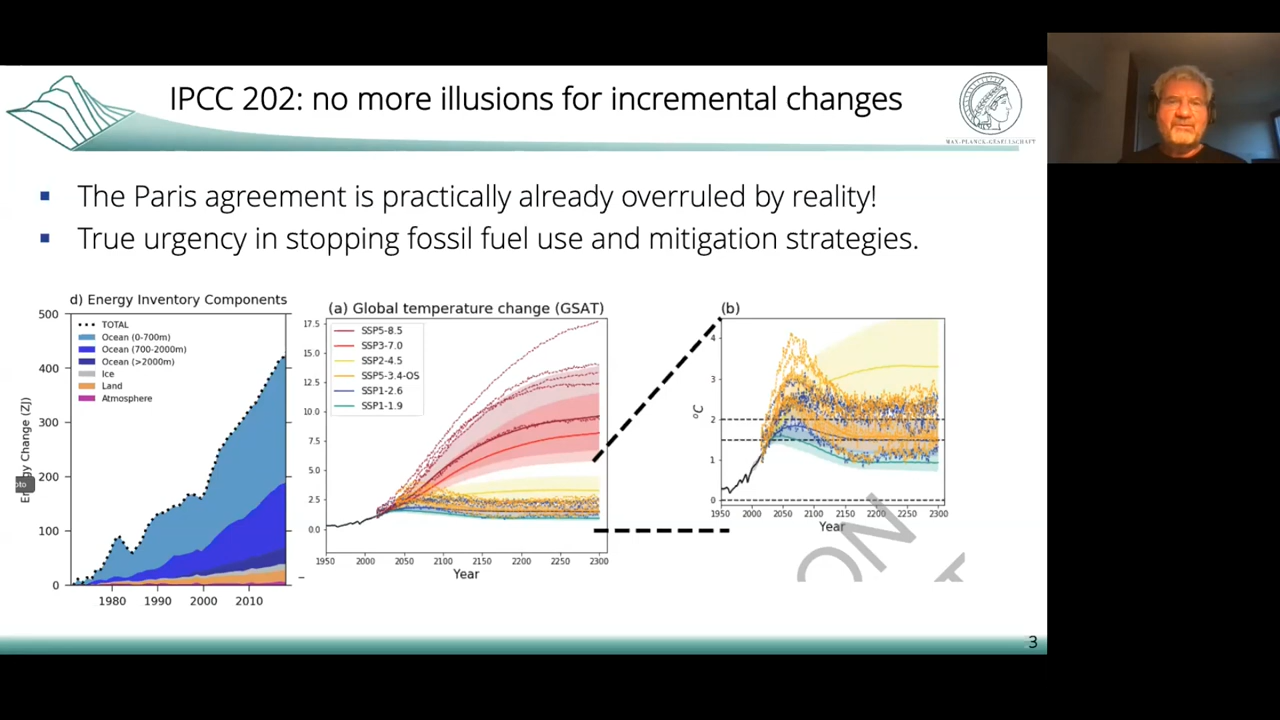 IPCC 202: no more illusions for incremental changes
MAX-PLANCK-GESELLSCHAFT
▪ The Paris agreement is practically already overruled by reality!
▪ True urgency in stopping fossil fuel use and mitigation strategies.
d) Energy Inventory Components
500
400
300
200
100
0
Change (ZJ)
TOTAL
Ocean (0-700m)
Ocean (700-2000m)
Ocean (>2000m)
Ice
Land
Atmosphere
1980 1990 2000 2010
(a) Global temperature change (GSAT)
17.5
15.0
12.5
10.0
7.5
5.0
2.5
0.0
SSP5-8.5
SSP3-7.0
SSP2-4.5
SSP5-3.4-OS
SSP1-2.6
SSP1-1.9
1950 2000 2050 2100 2150 2200 2250 2300
Year
(b)
4
3
2
1
0
°C
1950 2000 2050 2100 2150 2200 2250 2300
Year
ON
3